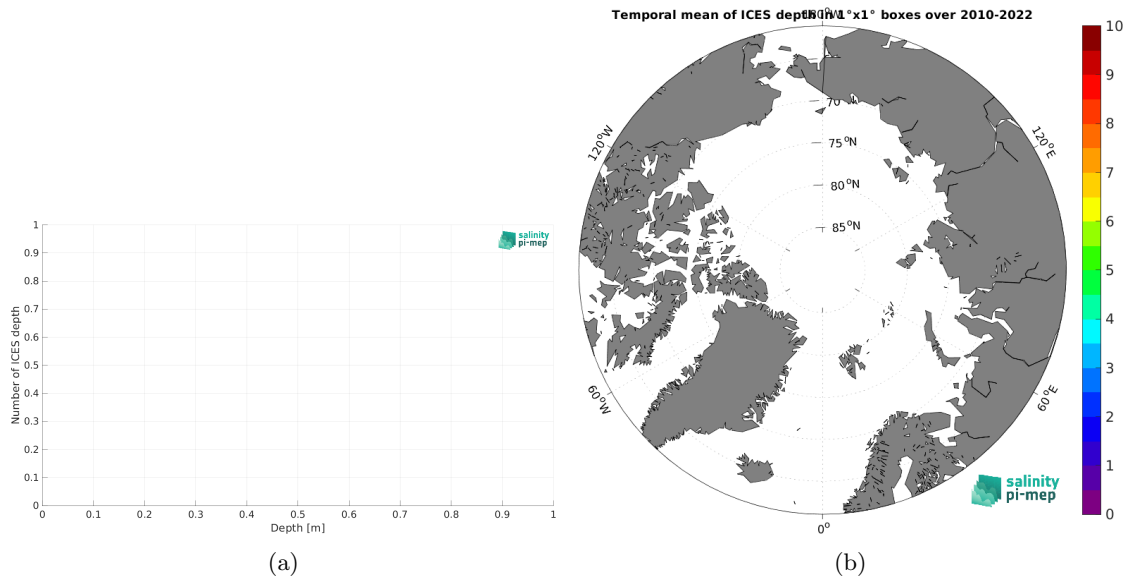 Temporal mean of ICES depth in 1°x1° boxes over 2010-2022
180°W
120°W
120°E
60°W
60°E
0°
70°N
75°N
80°N
85°N
10
9
8
7
6
5
4
3
2
1
0
salinity
pi-mep
Number of ICES depth
1
0.9
0.8
0.7
0.6
0.5
0.4
0.3
0.2
0.1
0
0
0.1
0.2
0.3
0.4
0.5
0.6
0.7
0.8
0.9
1
Depth [m]
salinity
pi-mep
(a)
(b)